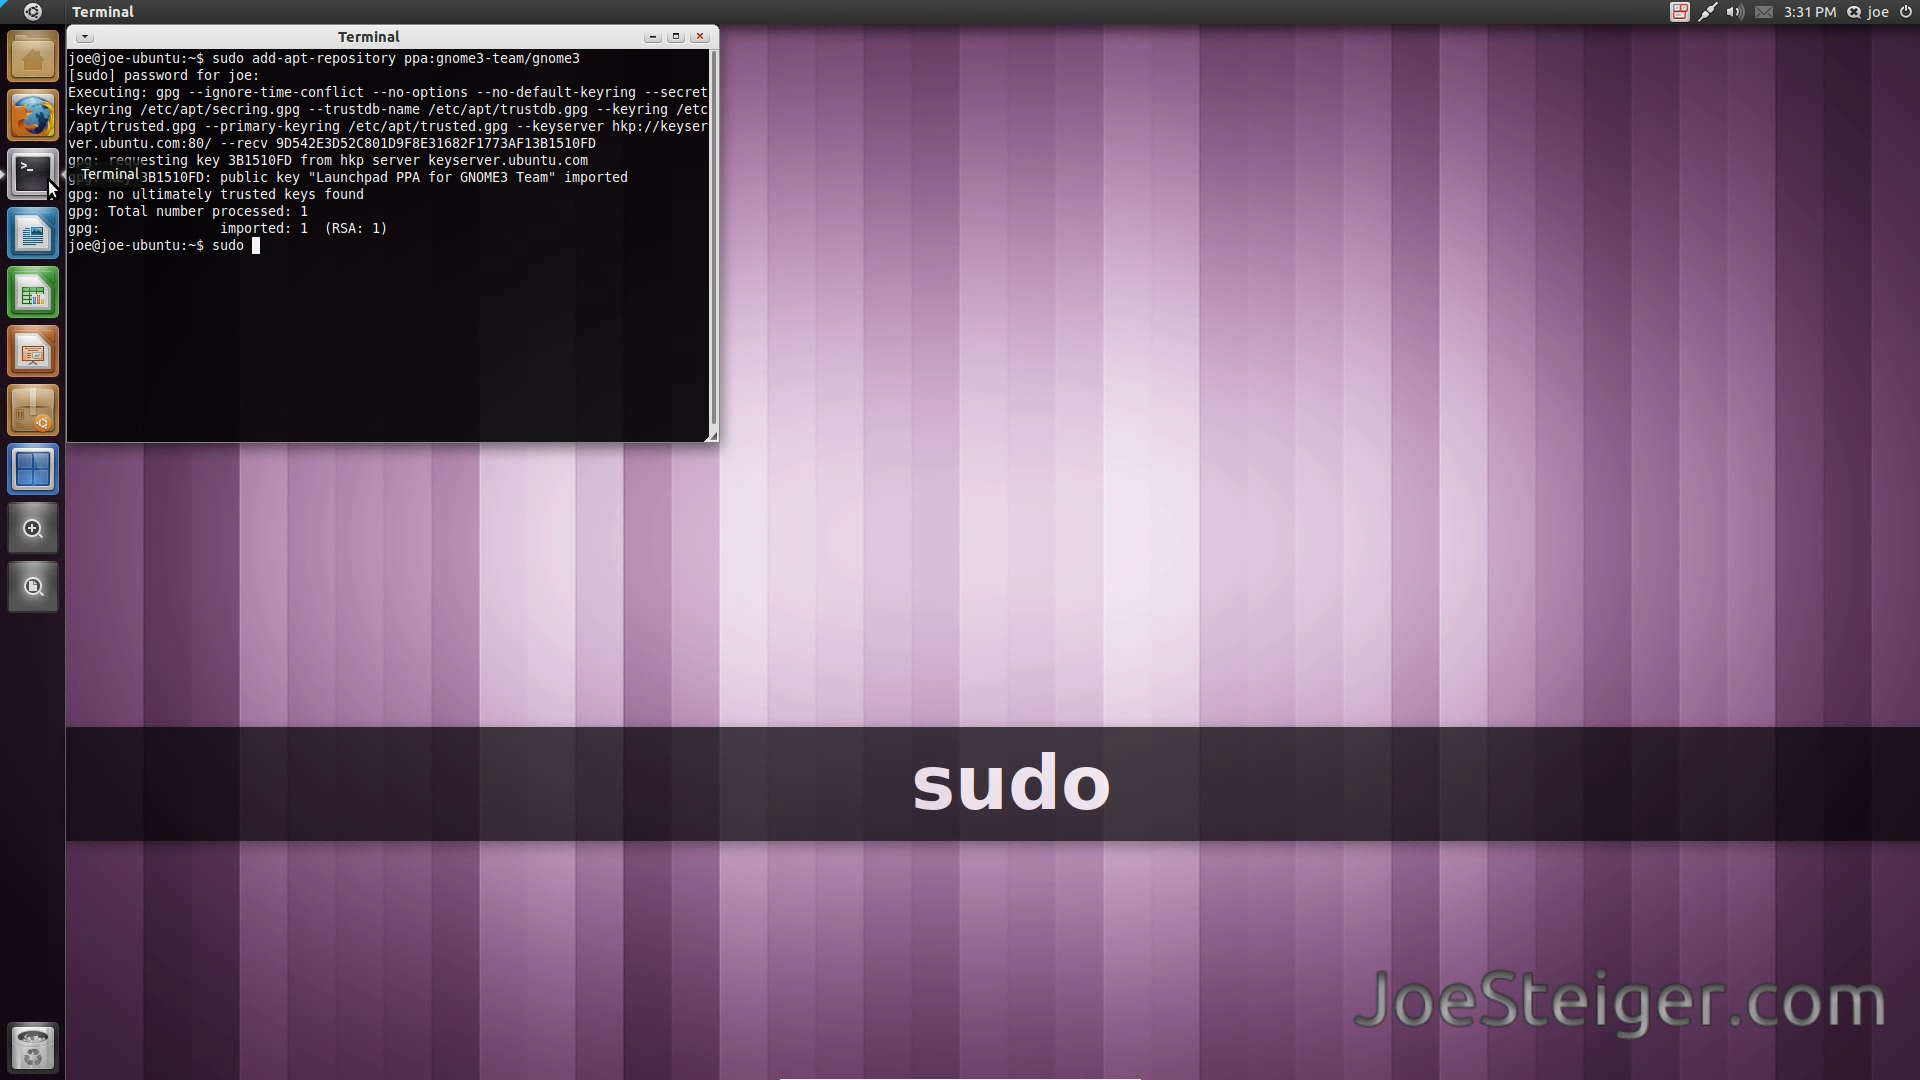 Terminal
3:31 PM joe
Terminal
joe@joe-ubuntu:~$ sudo add-apt-repository ppa:gnome3-team/gnome3
[sudo] password for joe:
Executing: gpg --ignore-time-conflict --no-options --no-default-keyring --secret
-keyring /etc/apt/secring.gpg --trustdb-name /etc/apt/trustdb.gpg --keyring /etc
/apt/trusted.gpg --primary-keyring /etc/apt/trusted.gpg --keyserver hkp://keyser
ver.ubuntu.com:80/ --recv 9D542E3D52C801D9F8E31682F1773AF13B1510FD
gpg: requesting key 3B1510FD from hkp server keyserver.ubuntu.com
Terminal
3B1510FD: public key "Launchpad PPA for GNOME3 Team" imported
gpg: no ultimately trusted keys found
gpg: Total number processed: 1
gpg: imported: 1 (RSA: 1)
joe@joe-ubuntu:~$ sudo
sudo
JoeSteiger.com